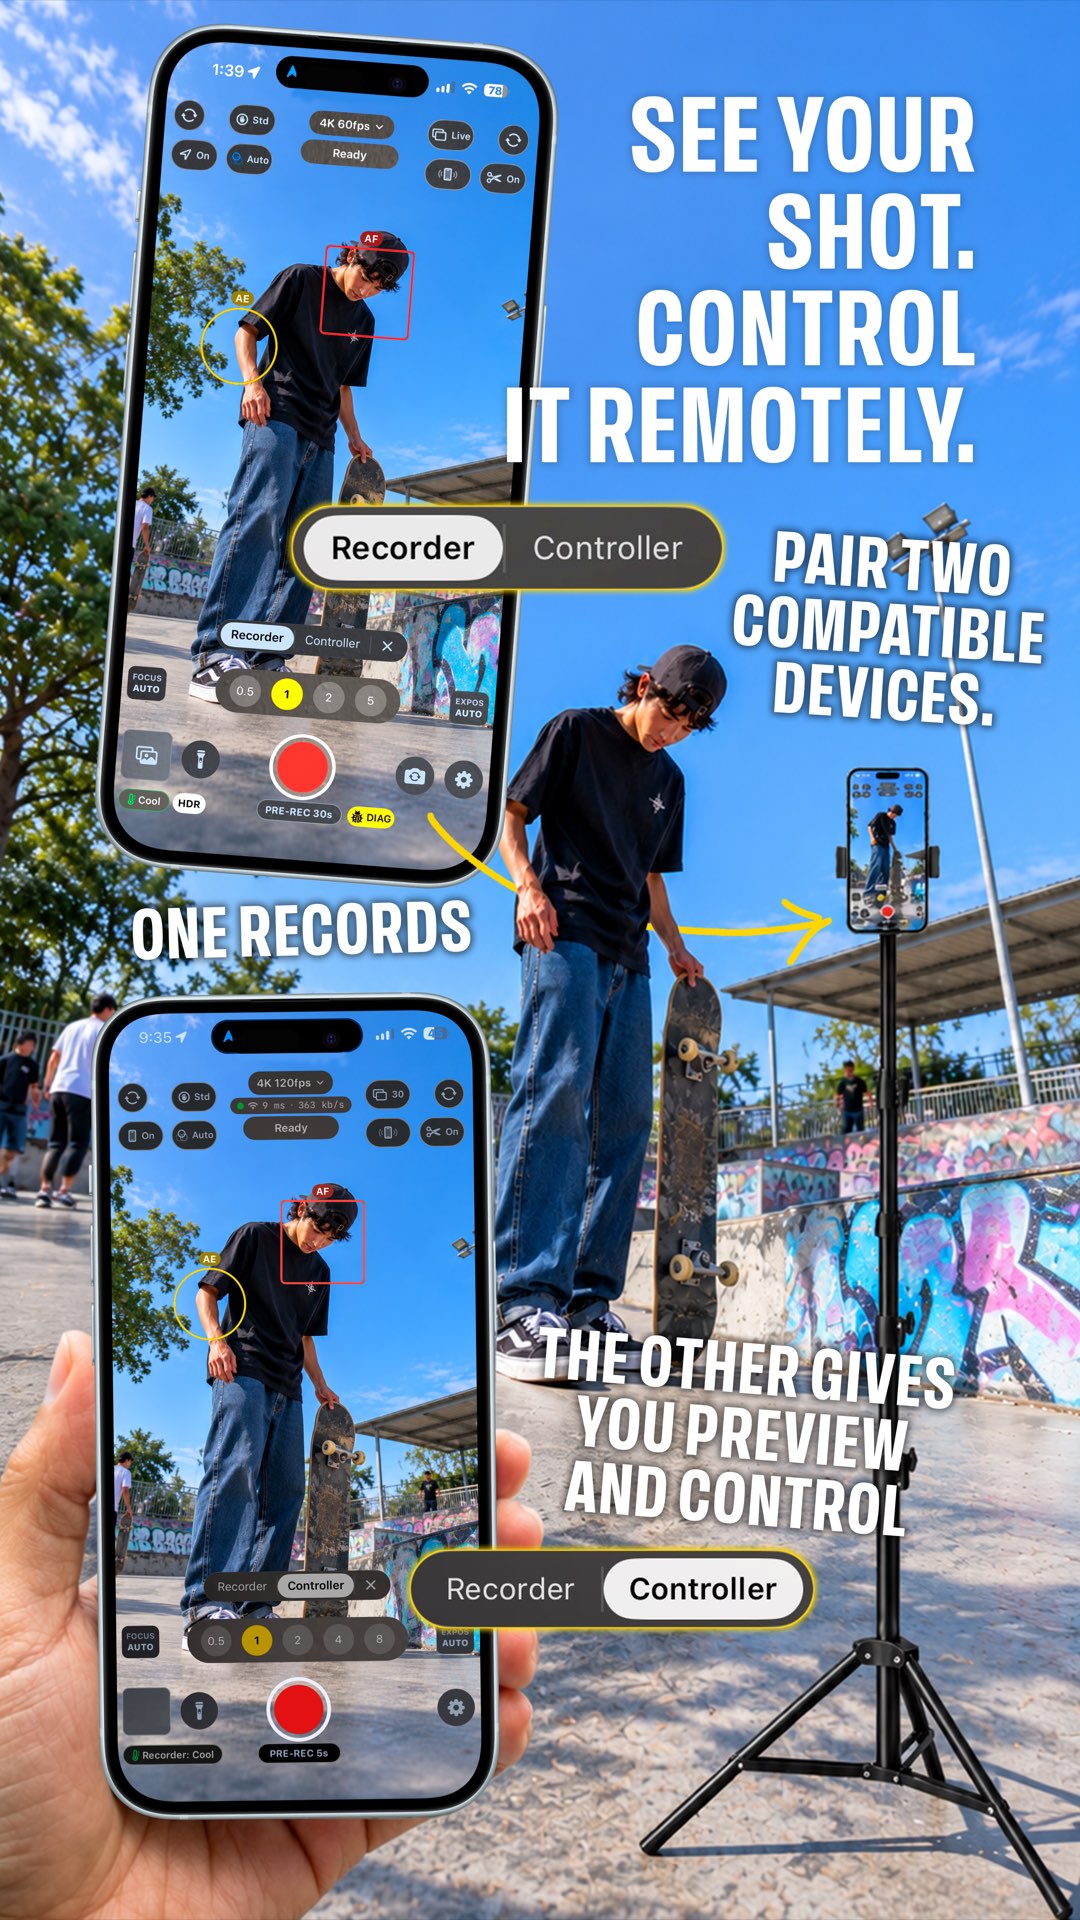 SEE YOUR
SHOT.
CONTROL
IT REMOTELY.
PAIR TWO
COMPATIBLE
DEVICES.
1:39
78
Std
4K 60fps
Live
On
Auto
Ready
On
AF
AE
Recorder Controller
Recorder Controller ×
FOCUS
AUTO
0.5 1 2 5
EXPOS
AUTO
Cool HDR
PRE-REC 30s
DIAG
ONE RECORDS
9:35
Std
4K 120fps
30
9 ms · 363 kb/s
On
Auto
Ready
On
AF
AE
THE OTHER GIVES
YOU PREVIEW
AND CONTROL
Recorder Controller
Recorder Controller ×
FOCUS
AUTO
0.5 1 2 4 8
EXPOS
AUTO
Recorder: Cool
PRE-REC 5s